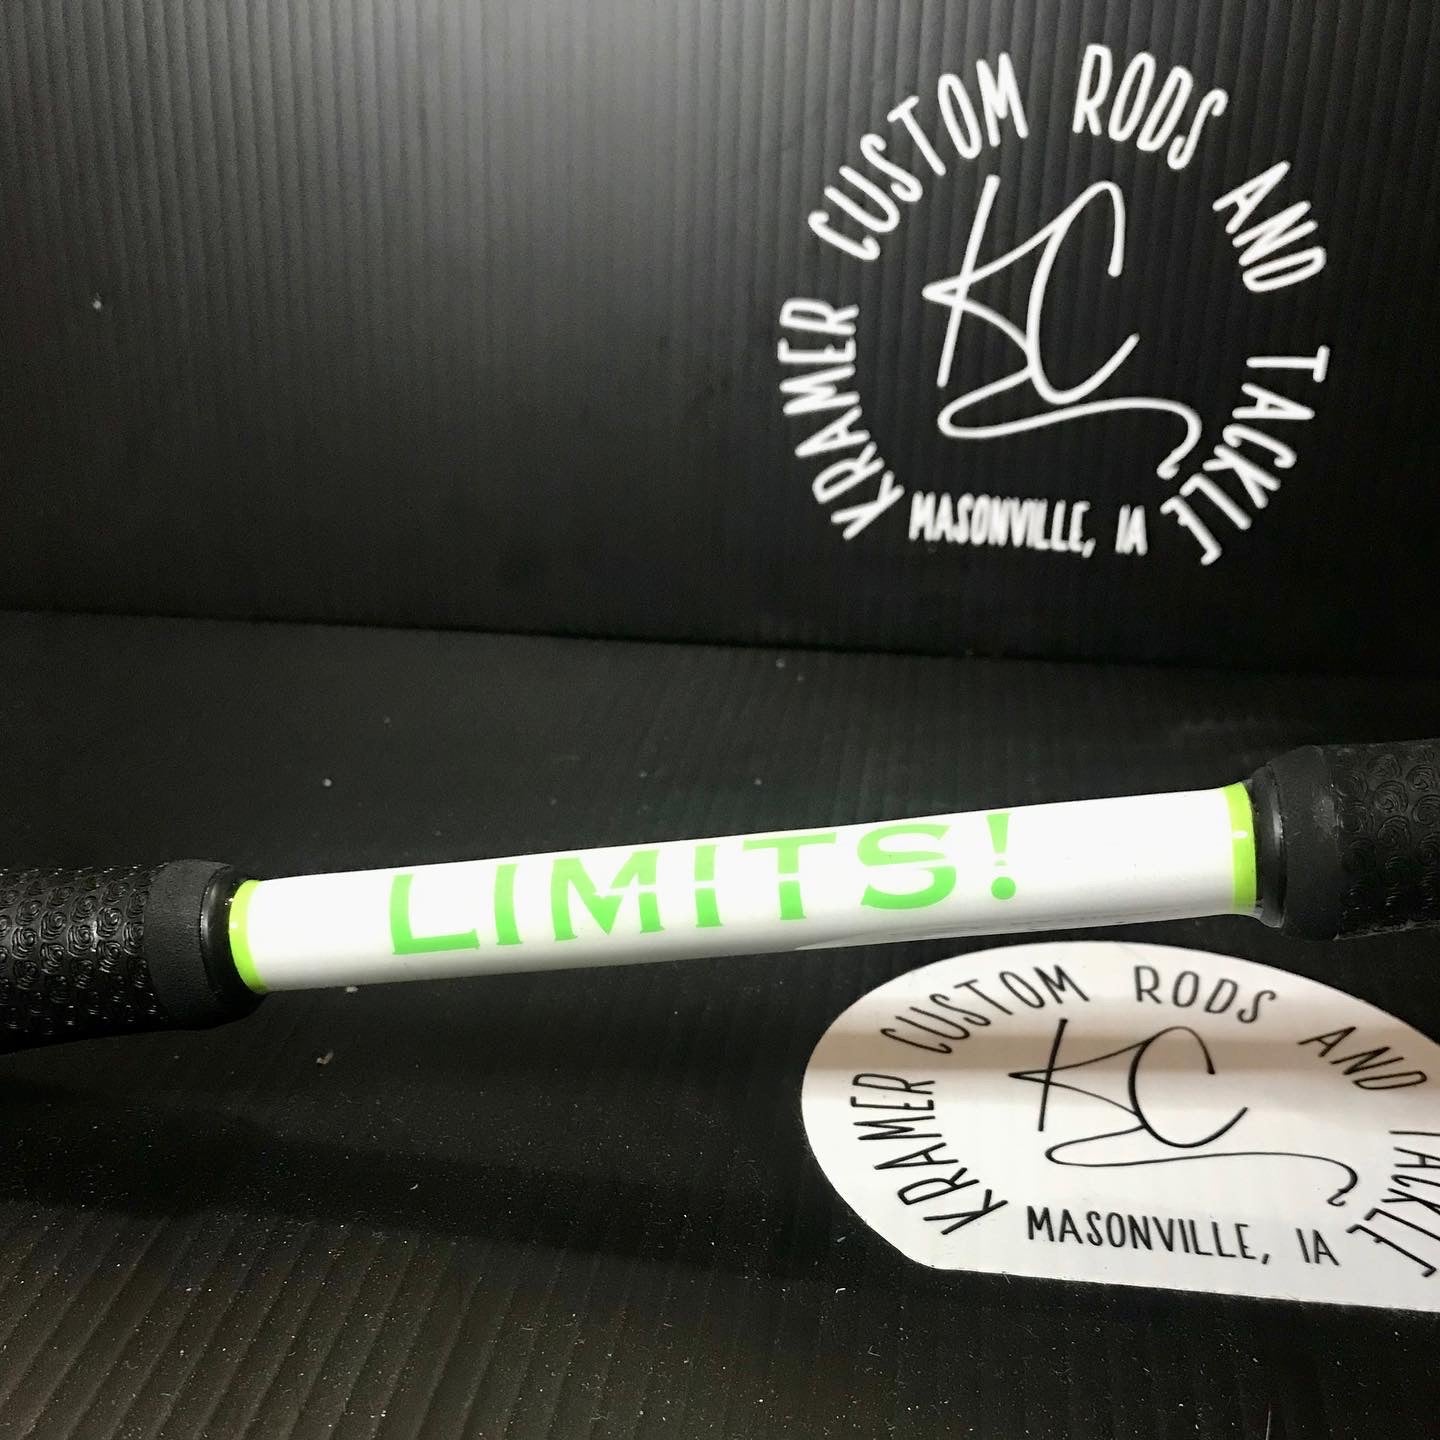 KRAMER CUSTOM RODS AND TACKLE
KC
MASONVILLE, IA
LIMITS!
KRAMER CUSTOM RODS AND TACKLE
KC
MASONVILLE, IA